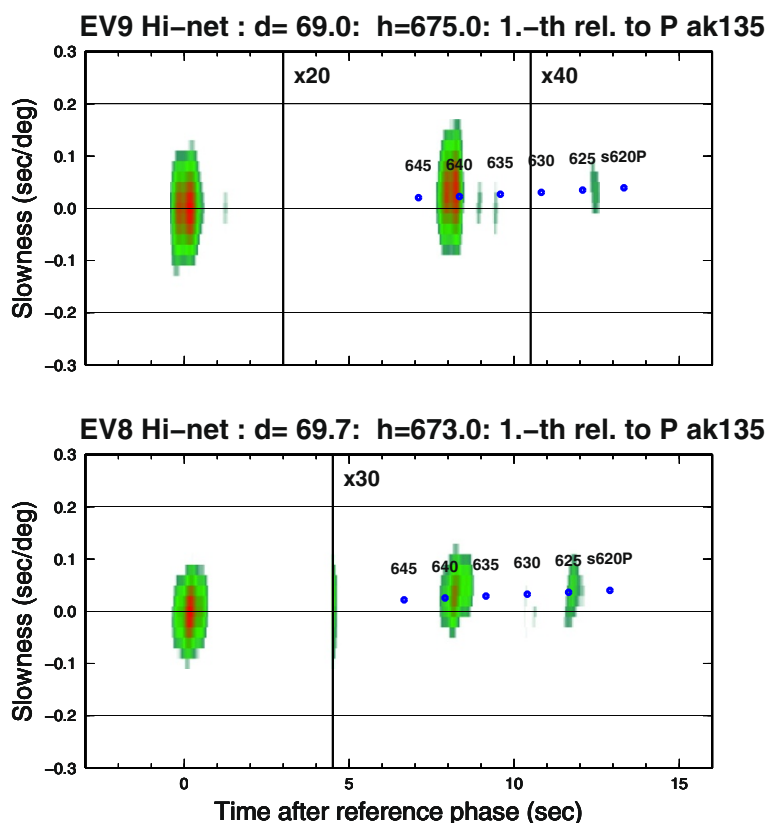 EV9 Hi-net : d= 69.0: h=675.0: 1.-th rel. to P ak135
0.3
x20 x40
0.2
645 640 635 630 625 s620P
0.1
0.0
-0.1
-0.2
-0.3
Slowness (sec/deg)
EV8 Hi-net : d= 69.7: h=673.0: 1.-th rel. to P ak135
0.3
x30
0.2
645 640 635 630 625 s620P
0.1
0.0
-0.1
-0.2
-0.3
Slowness (sec/deg)
0 5 10 15
Time after reference phase (sec)